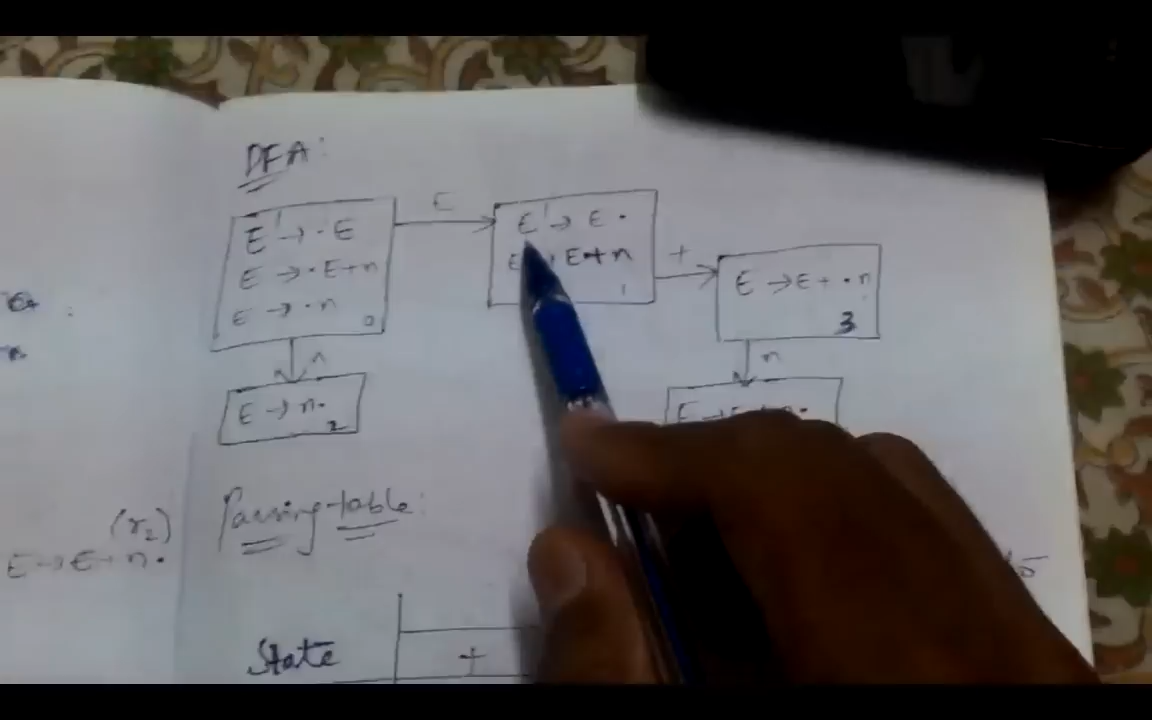 DFA:
E
E' → ·E
E → ·E+n
E → ·n
0
E' → E ·
E + n
1
+
E → E + · n
3
n
E → n·
2
n
(r2)
E → E + n ·
Parsing table:
State
+